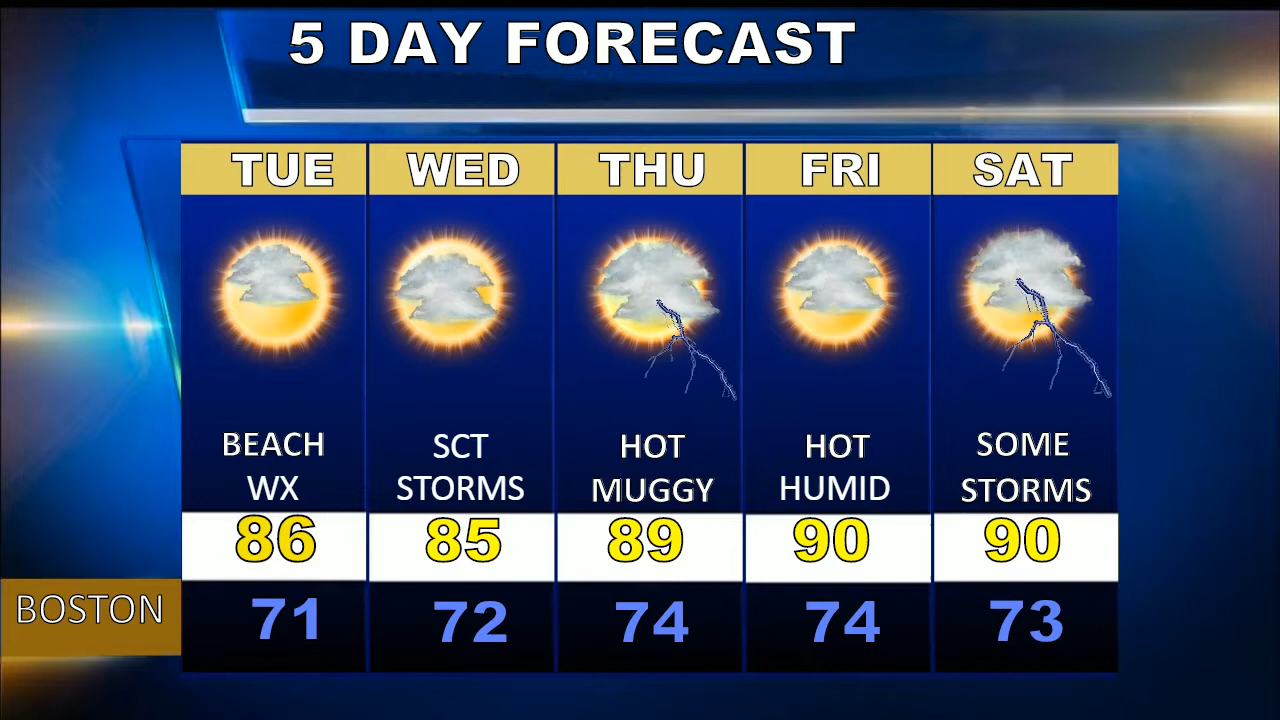 5 DAY FORECAST
TUE WED THU FRI SAT
BEACH SCT HOT HOT SOME
WX STORMS MUGGY HUMID STORMS
86 85 89 90 90
BOSTON 71 72 74 74 73